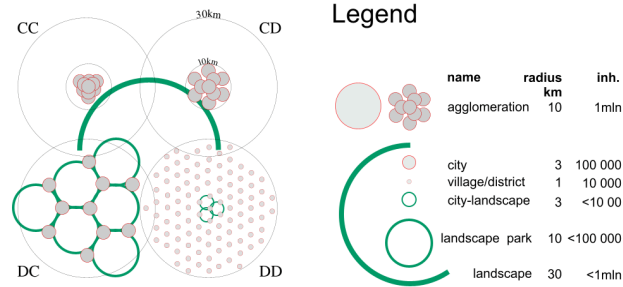 CC
30km
CD
10km
DC
DD
Legend
name radius km inh.
agglomeration 10 1mln
city 3 100 000
village/district 1 10 000
city-landscape 3 <10 00
landscape park 10 <100 000
landscape 30 <1mln